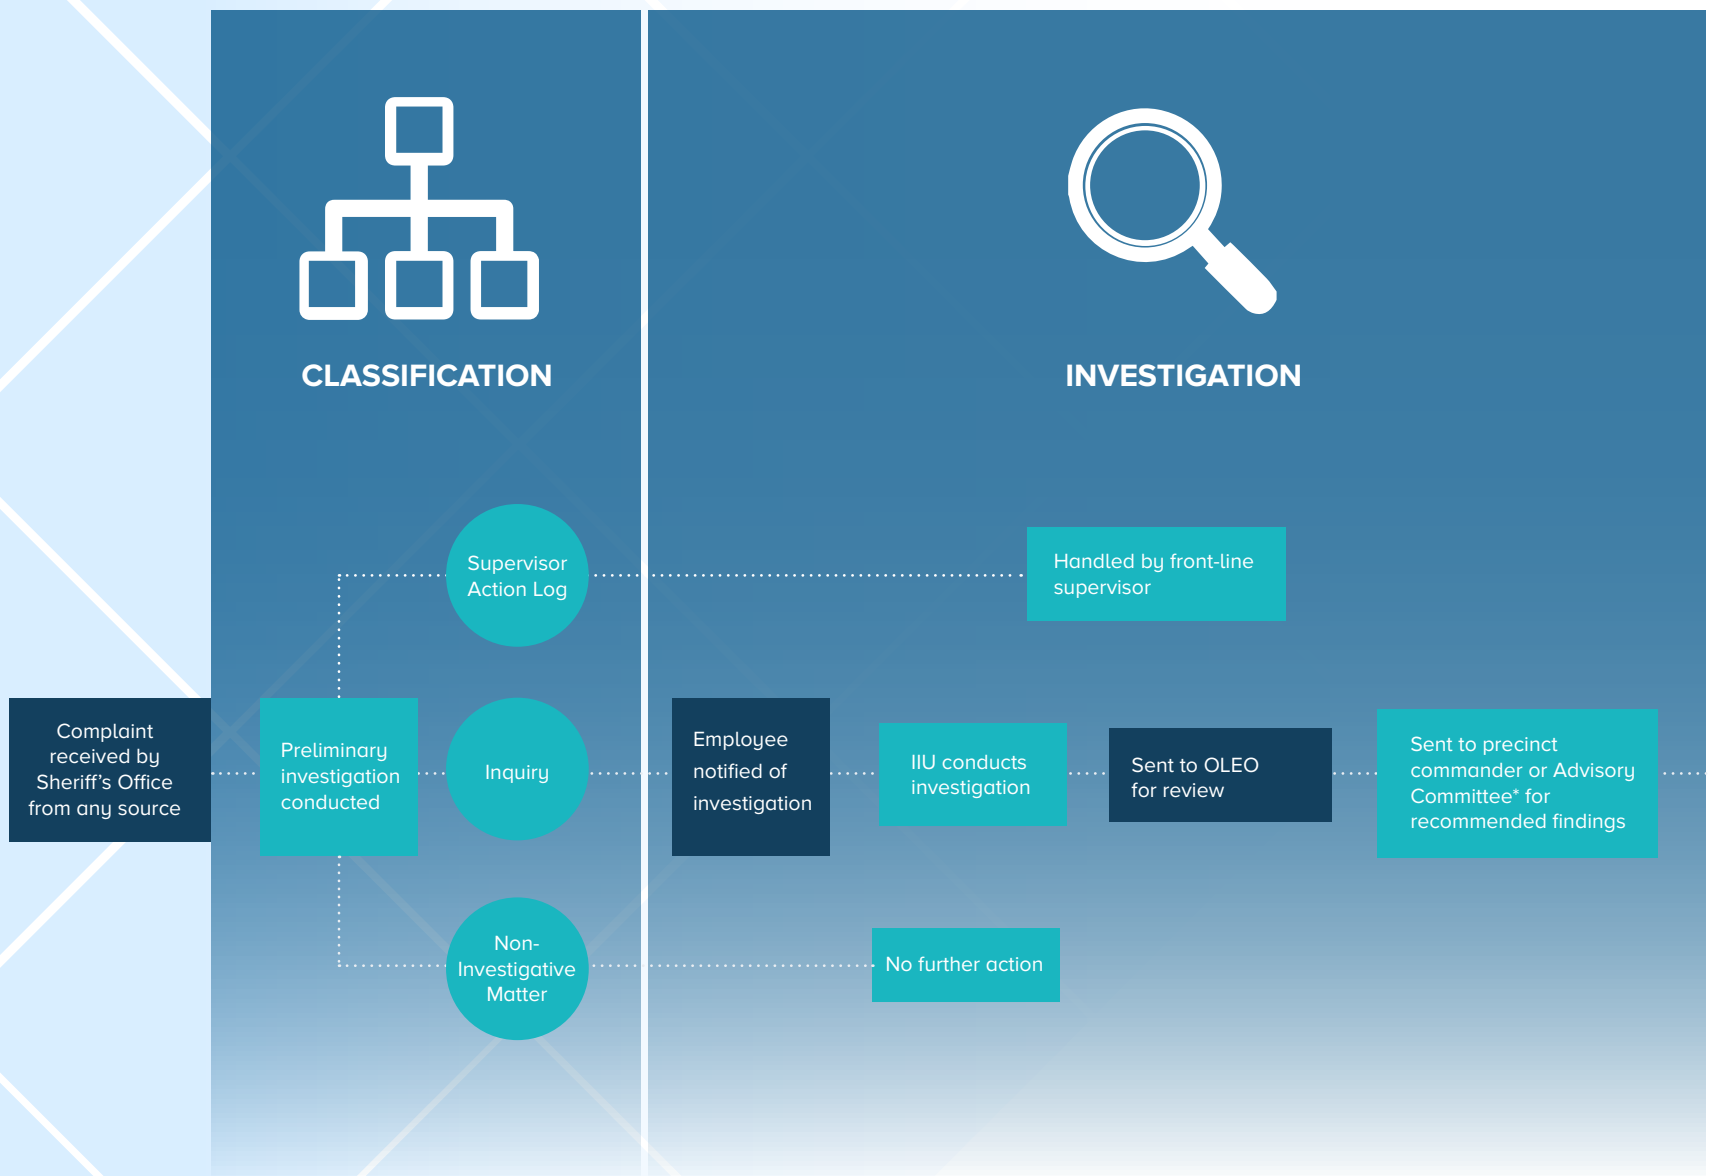 CLASSIFICATION
INVESTIGATION
Supervisor
Action Log
Handled by front-line
supervisor
Complaint
received by
Sheriff’s Office
from any source
Preliminary
investigation
conducted
Inquiry
Employee
notified of
investigation
IIU conducts
investigation
Sent to OLEO
for review
Sent to precinct
commander or Advisory
Committee* for
recommended findings
Non-
Investigative
Matter
No further action